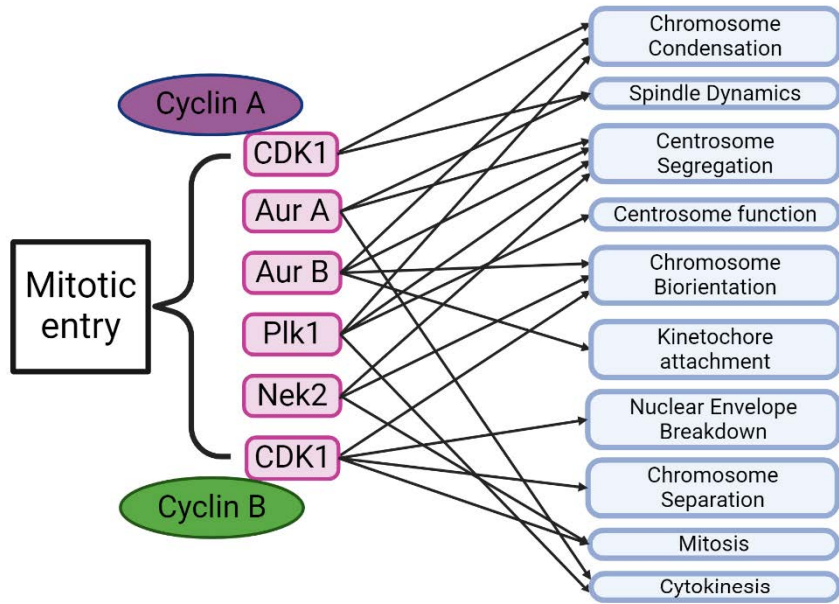 Cyclin A
CDK1
Aur A
Aur B
Plk1
Nek2
CDK1
Cyclin B
Mitotic
entry
Chromosome
Condensation
Spindle Dynamics
Centrosome
Segregation
Centrosome function
Chromosome
Biorientation
Kinetochore
attachment
Nuclear Envelope
Breakdown
Chromosome
Separation
Mitosis
Cytokinesis